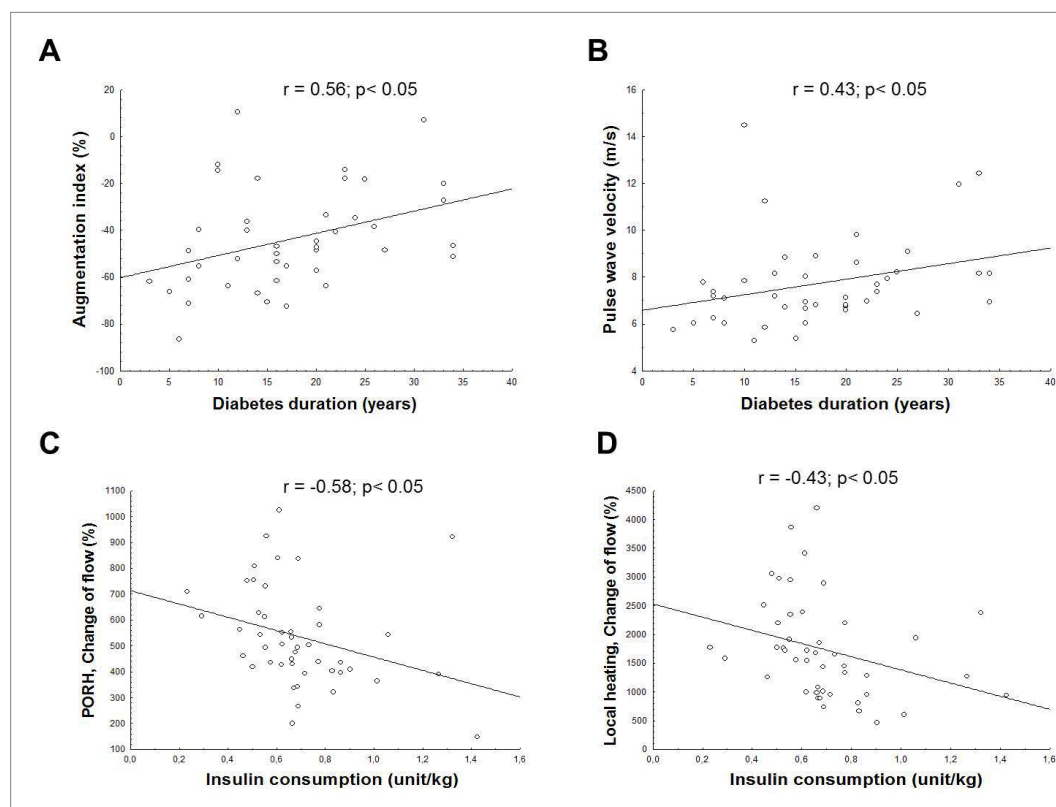 A
r = 0.56; p< 0.05
Augmentation index (%)
20
0
-20
-40
-60
-80
-100
0 5 10 15 20 25 30 35 40
Diabetes duration (years)
B
r = 0.43; p< 0.05
Pulse wave velocity (m/s)
16
14
12
10
8
6
4
2
0 5 10 15 20 25 30 35 40
Diabetes duration (years)
C
r = -0.58; p< 0.05
PORH, Change of flow (%)
1100
1000
900
800
700
600
500
400
300
200
100
0,0 0,2 0,4 0,6 0,8 1,0 1,2 1,4 1,6
Insulin consumption (unit/kg)
D
r = -0.43; p< 0.05
Local heating, Change of flow (%)
4500
4000
3500
3000
2500
2000
1500
1000
500
0
0,0 0,2 0,4 0,6 0,8 1,0 1,2 1,4 1,6
Insulin consumption (unit/kg)